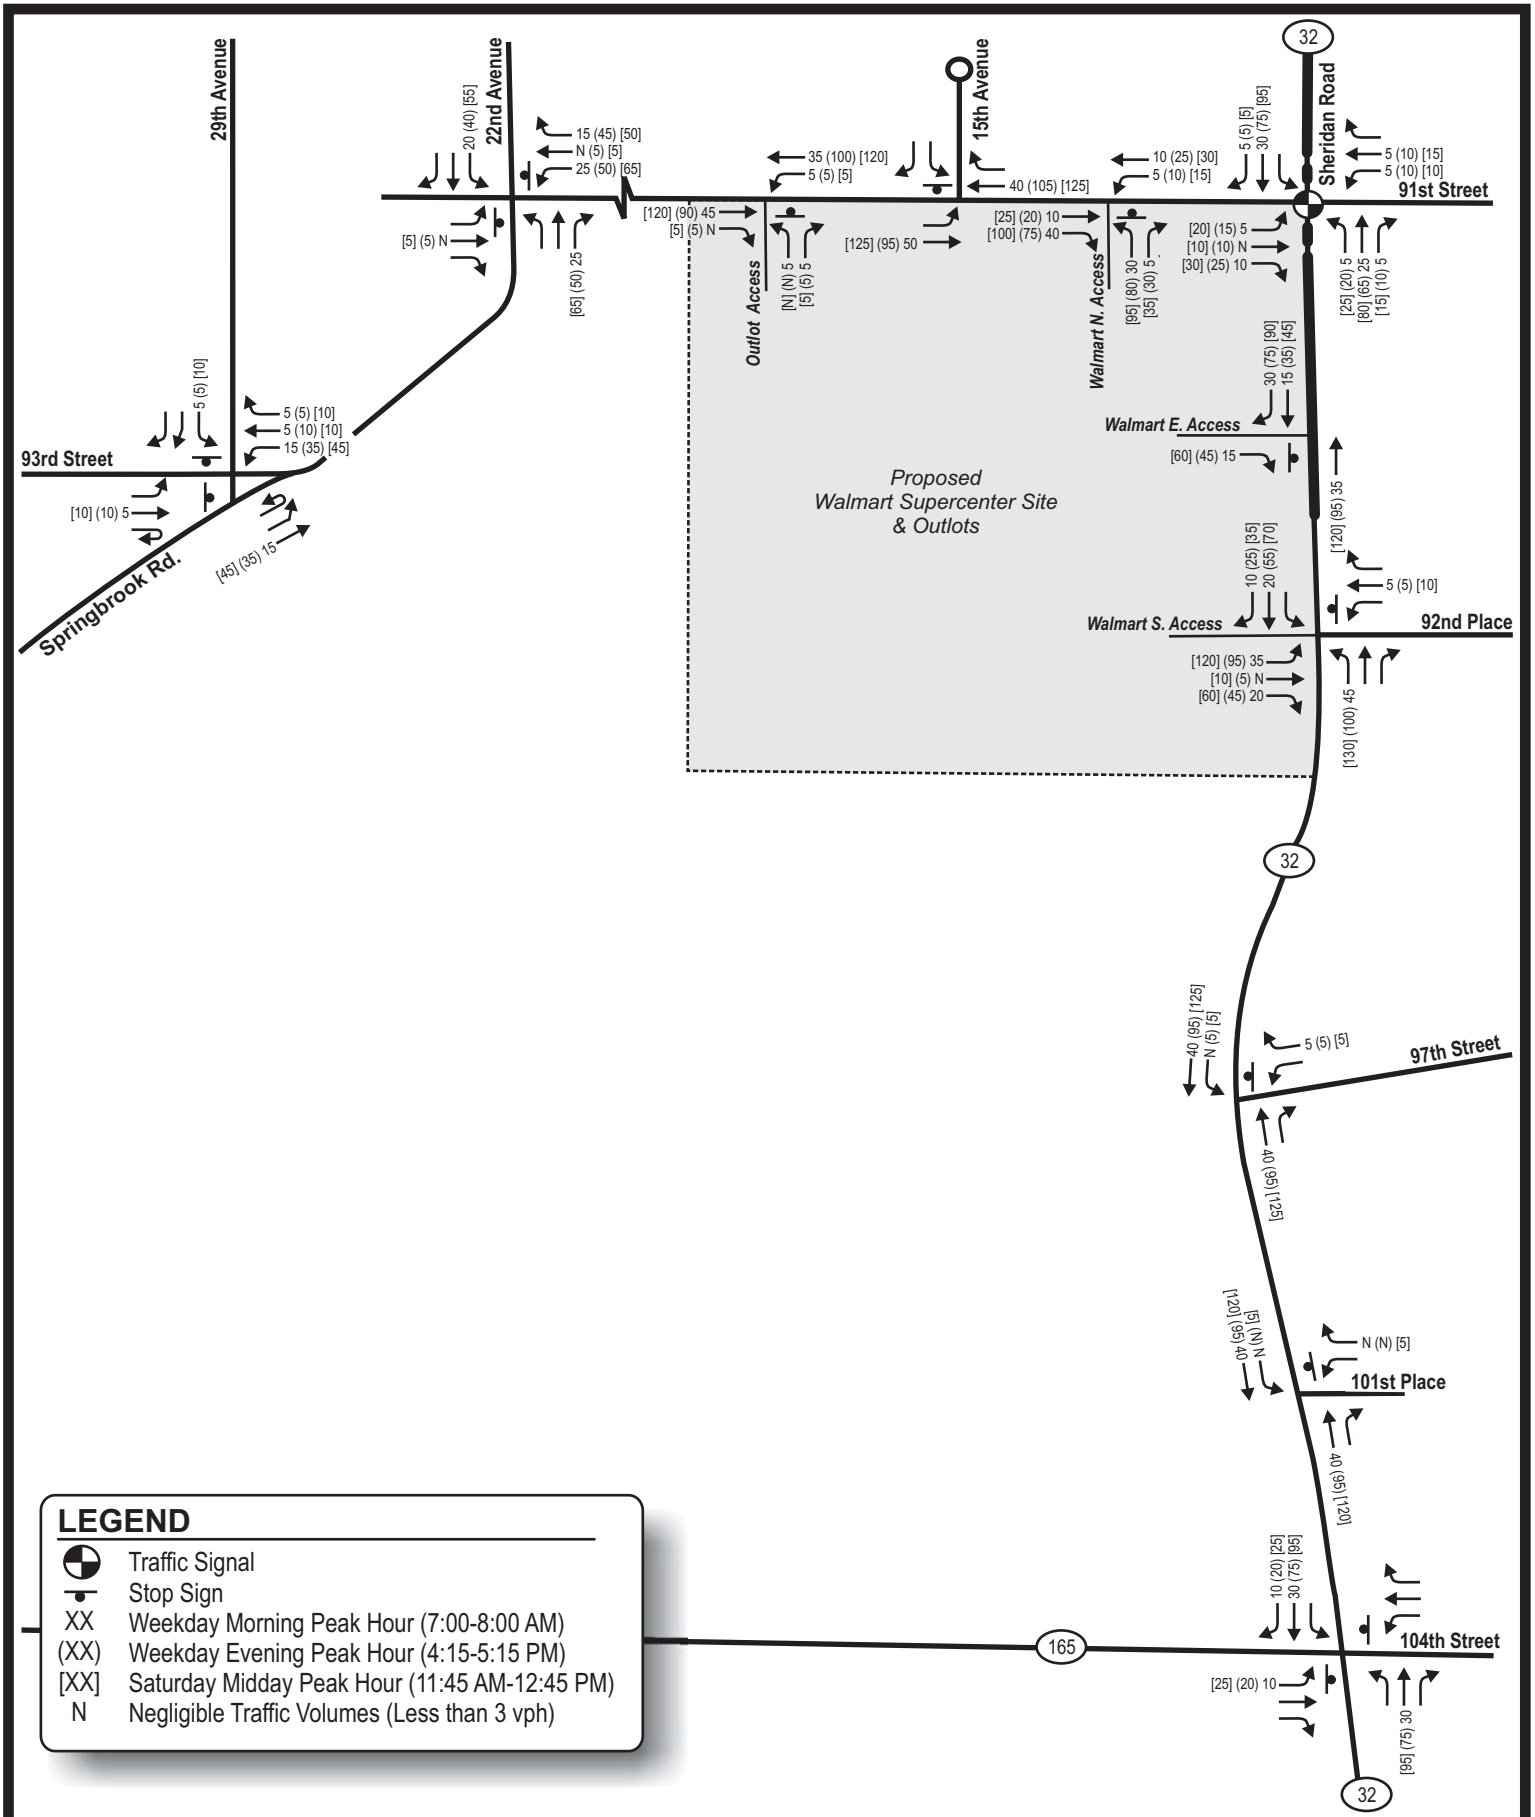 32
29th Avenue
22nd Avenue
15th Avenue
Sheridan Road
20 (40) [55]
15 (45) [50]
N (5) [5]
25 (50) [65]
[5] (5) N
[65] (50) 25
35 (100) [120]
5 (5) [5]
[120] (90) 45
[5] (5) N
[N] (N) 5
[5] (5) 5
Outlot Access
40 (105) [125]
[125] (95) 50
10 (25) [30]
5 (10) [15]
[25] (20) 10
[100] (75) 40
[95] (80) 30
[35] (30) 5
Walmart N. Access
5 (5) [5]
30 (75) [95]
5 (10) [15]
5 (10) [10]
91st Street
[20] (15) 5
[10] (10) N
[30] (25) 10
[25] (20) 5
[80] (65) 25
[15] (10) 5
30 (75) [90]
15 (35) [45]
Walmart E. Access
[60] (45) 15
[120] (95) 35
5 (5) [10]
5 (5) [10]
5 (10) [10]
15 (35) [45]
93rd Street
[10] (10) 5
[45] (35) 15
Springbrook Rd.
Proposed
Walmart Supercenter Site
& Outlots
10 (25) [35]
20 (55) [70]
5 (5) [10]
Walmart S. Access
92nd Place
[120] (95) 35
[10] (5) N
[60] (45) 20
[130] (100) 45
32
40 (95) [125]
N (5) [5]
5 (5) [5]
97th Street
40 (95) [125]
[5] (N) N
[120] (95) 40
N (N) [5]
101st Place
40 (95) [120]
10 (20) [25]
30 (75) [95]
165
104th Street
[25] (20) 10
[95] (75) 30
32
LEGEND
Traffic Signal
Stop Sign
XX Weekday Morning Peak Hour (7:00-8:00 AM)
(XX) Weekday Evening Peak Hour (4:15-5:15 PM)
[XX] Saturday Midday Peak Hour (11:45 AM-12:45 PM)
N Negligible Traffic Volumes (Less than 3 vph)